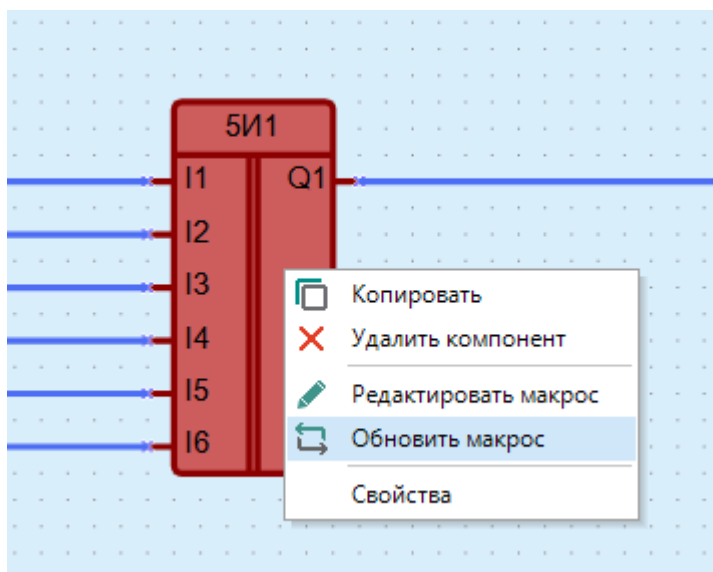 5И1
I1 Q1
I2
I3
I4
I5
I6
Копировать
Удалить компонент
Редактировать макрос
Обновить макрос
Свойства